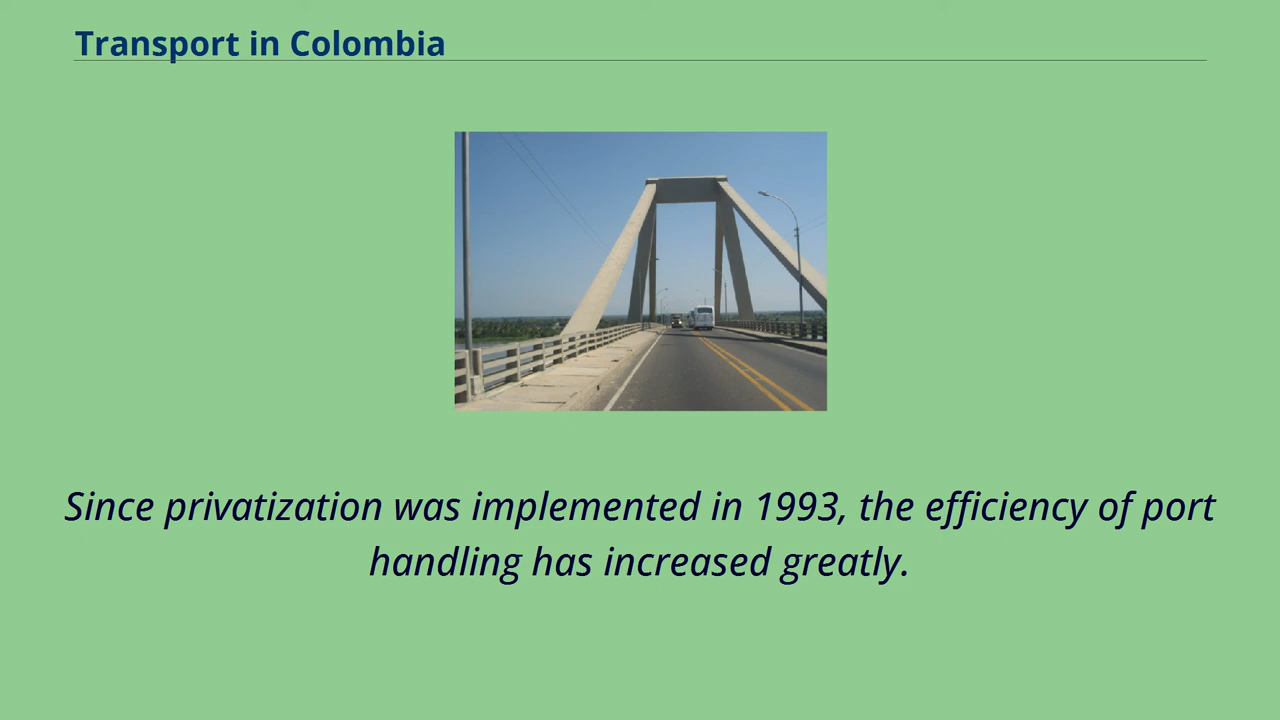 Transport in Colombia
Since privatization was implemented in 1993, the efficiency of port
handling has increased greatly.